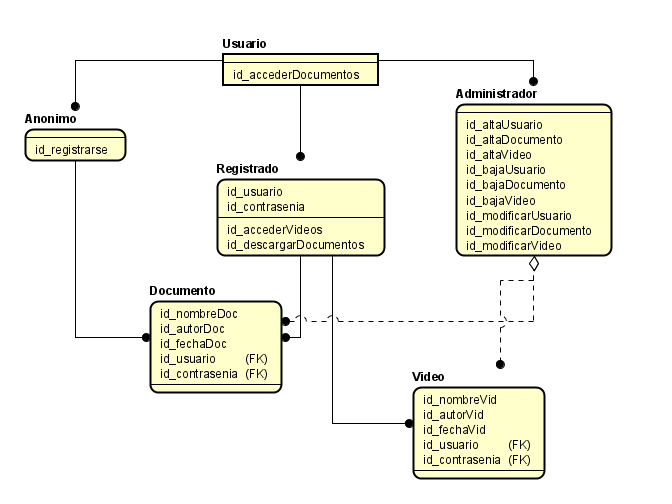 Usuario
id_accederDocumentos
Anonimo
id_registrarse
Registrado
id_usuario
id_contrasenia
id_accederVideos
id_descargarDocumentos
Administrador
id_altaUsuario
id_altaDocumento
id_altaVideo
id_bajaUsuario
id_bajaDocumento
id_bajaVideo
id_modificarUsuario
id_modificarDocumento
id_modificarVideo
Documento
id_nombreDoc
id_autorDoc
id_fechaDoc
id_usuario (FK)
id_contrasenia (FK)
Video
id_nombreVid
id_autorVid
id_fechaVid
id_usuario (FK)
id_contrasenia (FK)